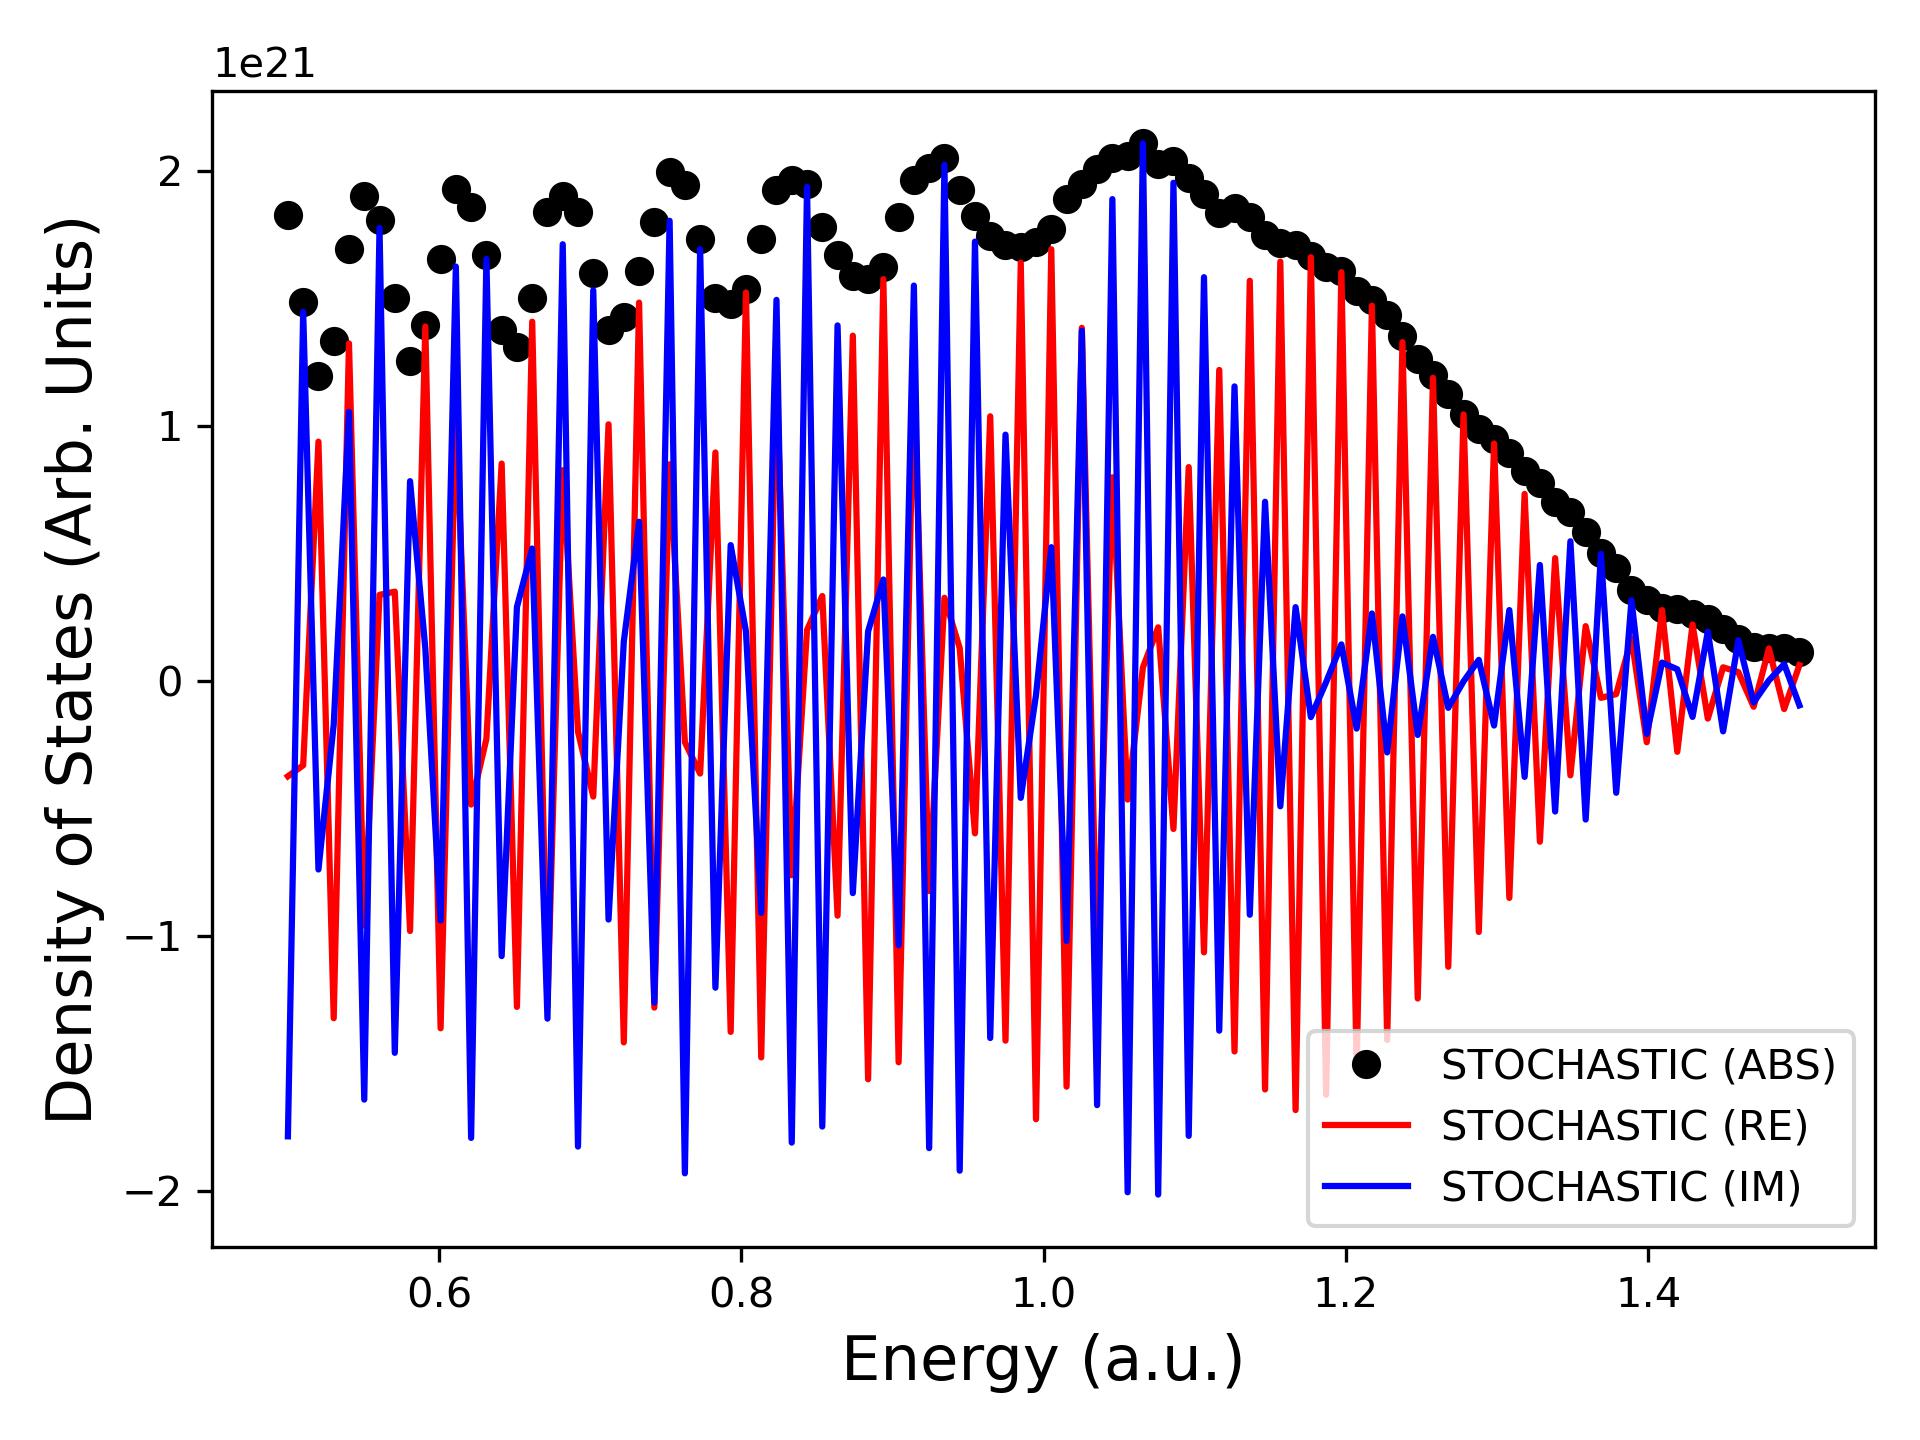 1e21
Density of States (Arb. Units)
2
1
0
−1
−2
STOCHASTIC (ABS)
STOCHASTIC (RE)
STOCHASTIC (IM)
0.6 0.8 1.0 1.2 1.4
Energy (a.u.)